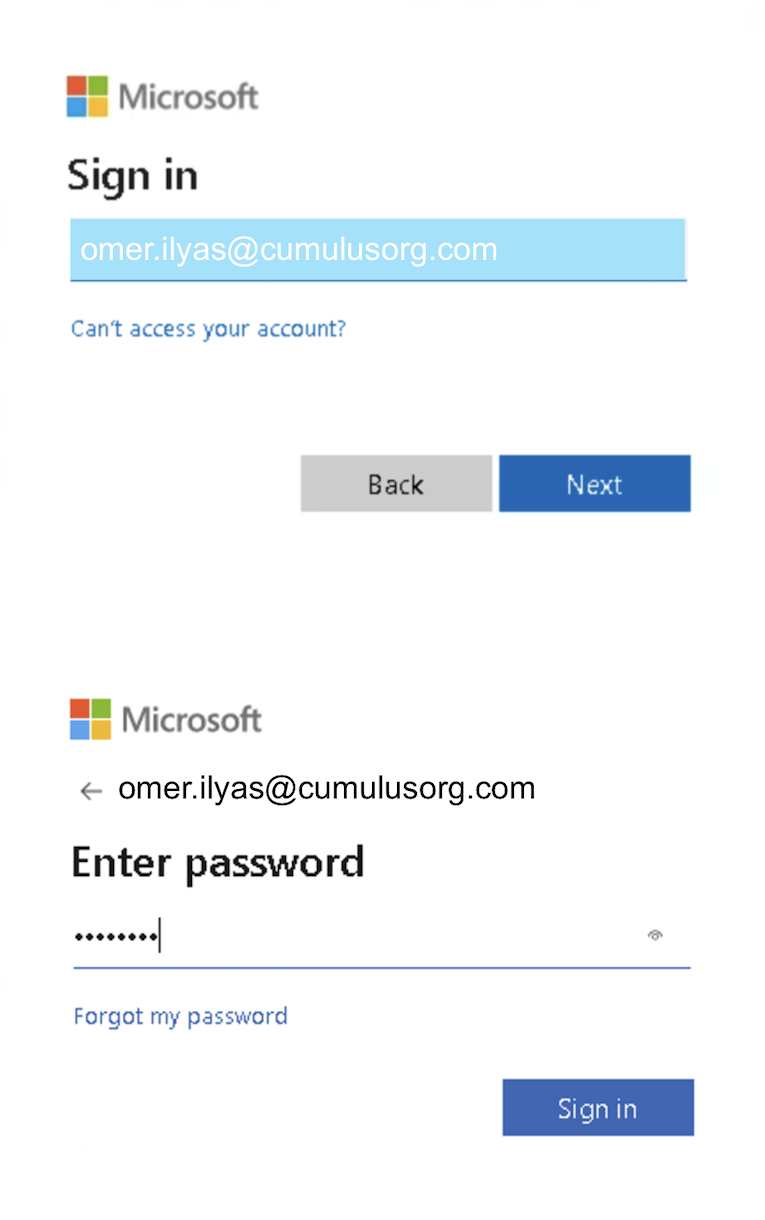 Microsoft
Sign in
omer.ilyas@cumulusorg.com
Can't access your account?
Back Next
Microsoft
← omer.ilyas@cumulusorg.com
Enter password
••••••••
Forgot my password
Sign in